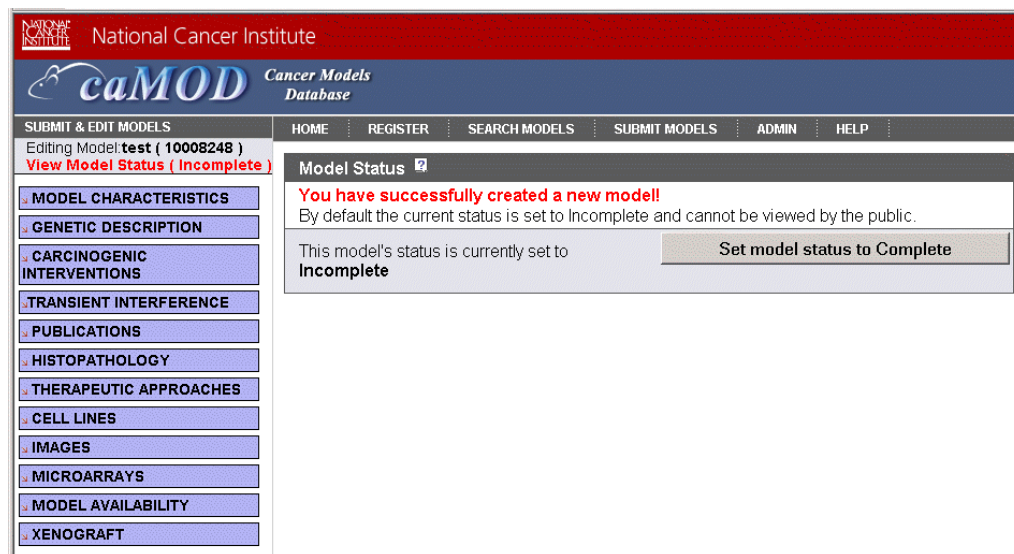 NATIONAL
CANCER
INSTITUTE
National Cancer Institute
caMOD
Cancer Models
Database
SUBMIT & EDIT MODELS
Editing Model:test ( 10008248 )
View Model Status ( Incomplete )
MODEL CHARACTERISTICS
GENETIC DESCRIPTION
CARCINOGENIC
INTERVENTIONS
TRANSIENT INTERFERENCE
PUBLICATIONS
HISTOPATHOLOGY
THERAPEUTIC APPROACHES
CELL LINES
IMAGES
MICROARRAYS
MODEL AVAILABILITY
XENOGRAFT
HOME REGISTER SEARCH MODELS SUBMIT MODELS ADMIN HELP
Model Status ?
You have successfully created a new model!
By default the current status is set to Incomplete and cannot be viewed by the public.
This model's status is currently set to
Incomplete
Set model status to Complete